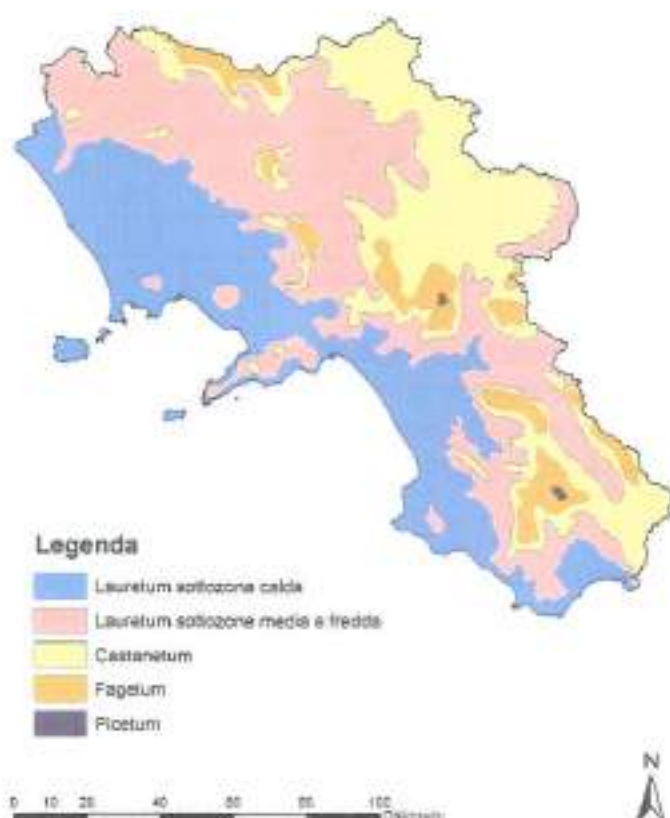 Legenda
Lauretum sottozona calda
Lauretum sottozone media e fredda
Castanetum
Fagetum
Picetum
N
0 10 20 40 60 80 100